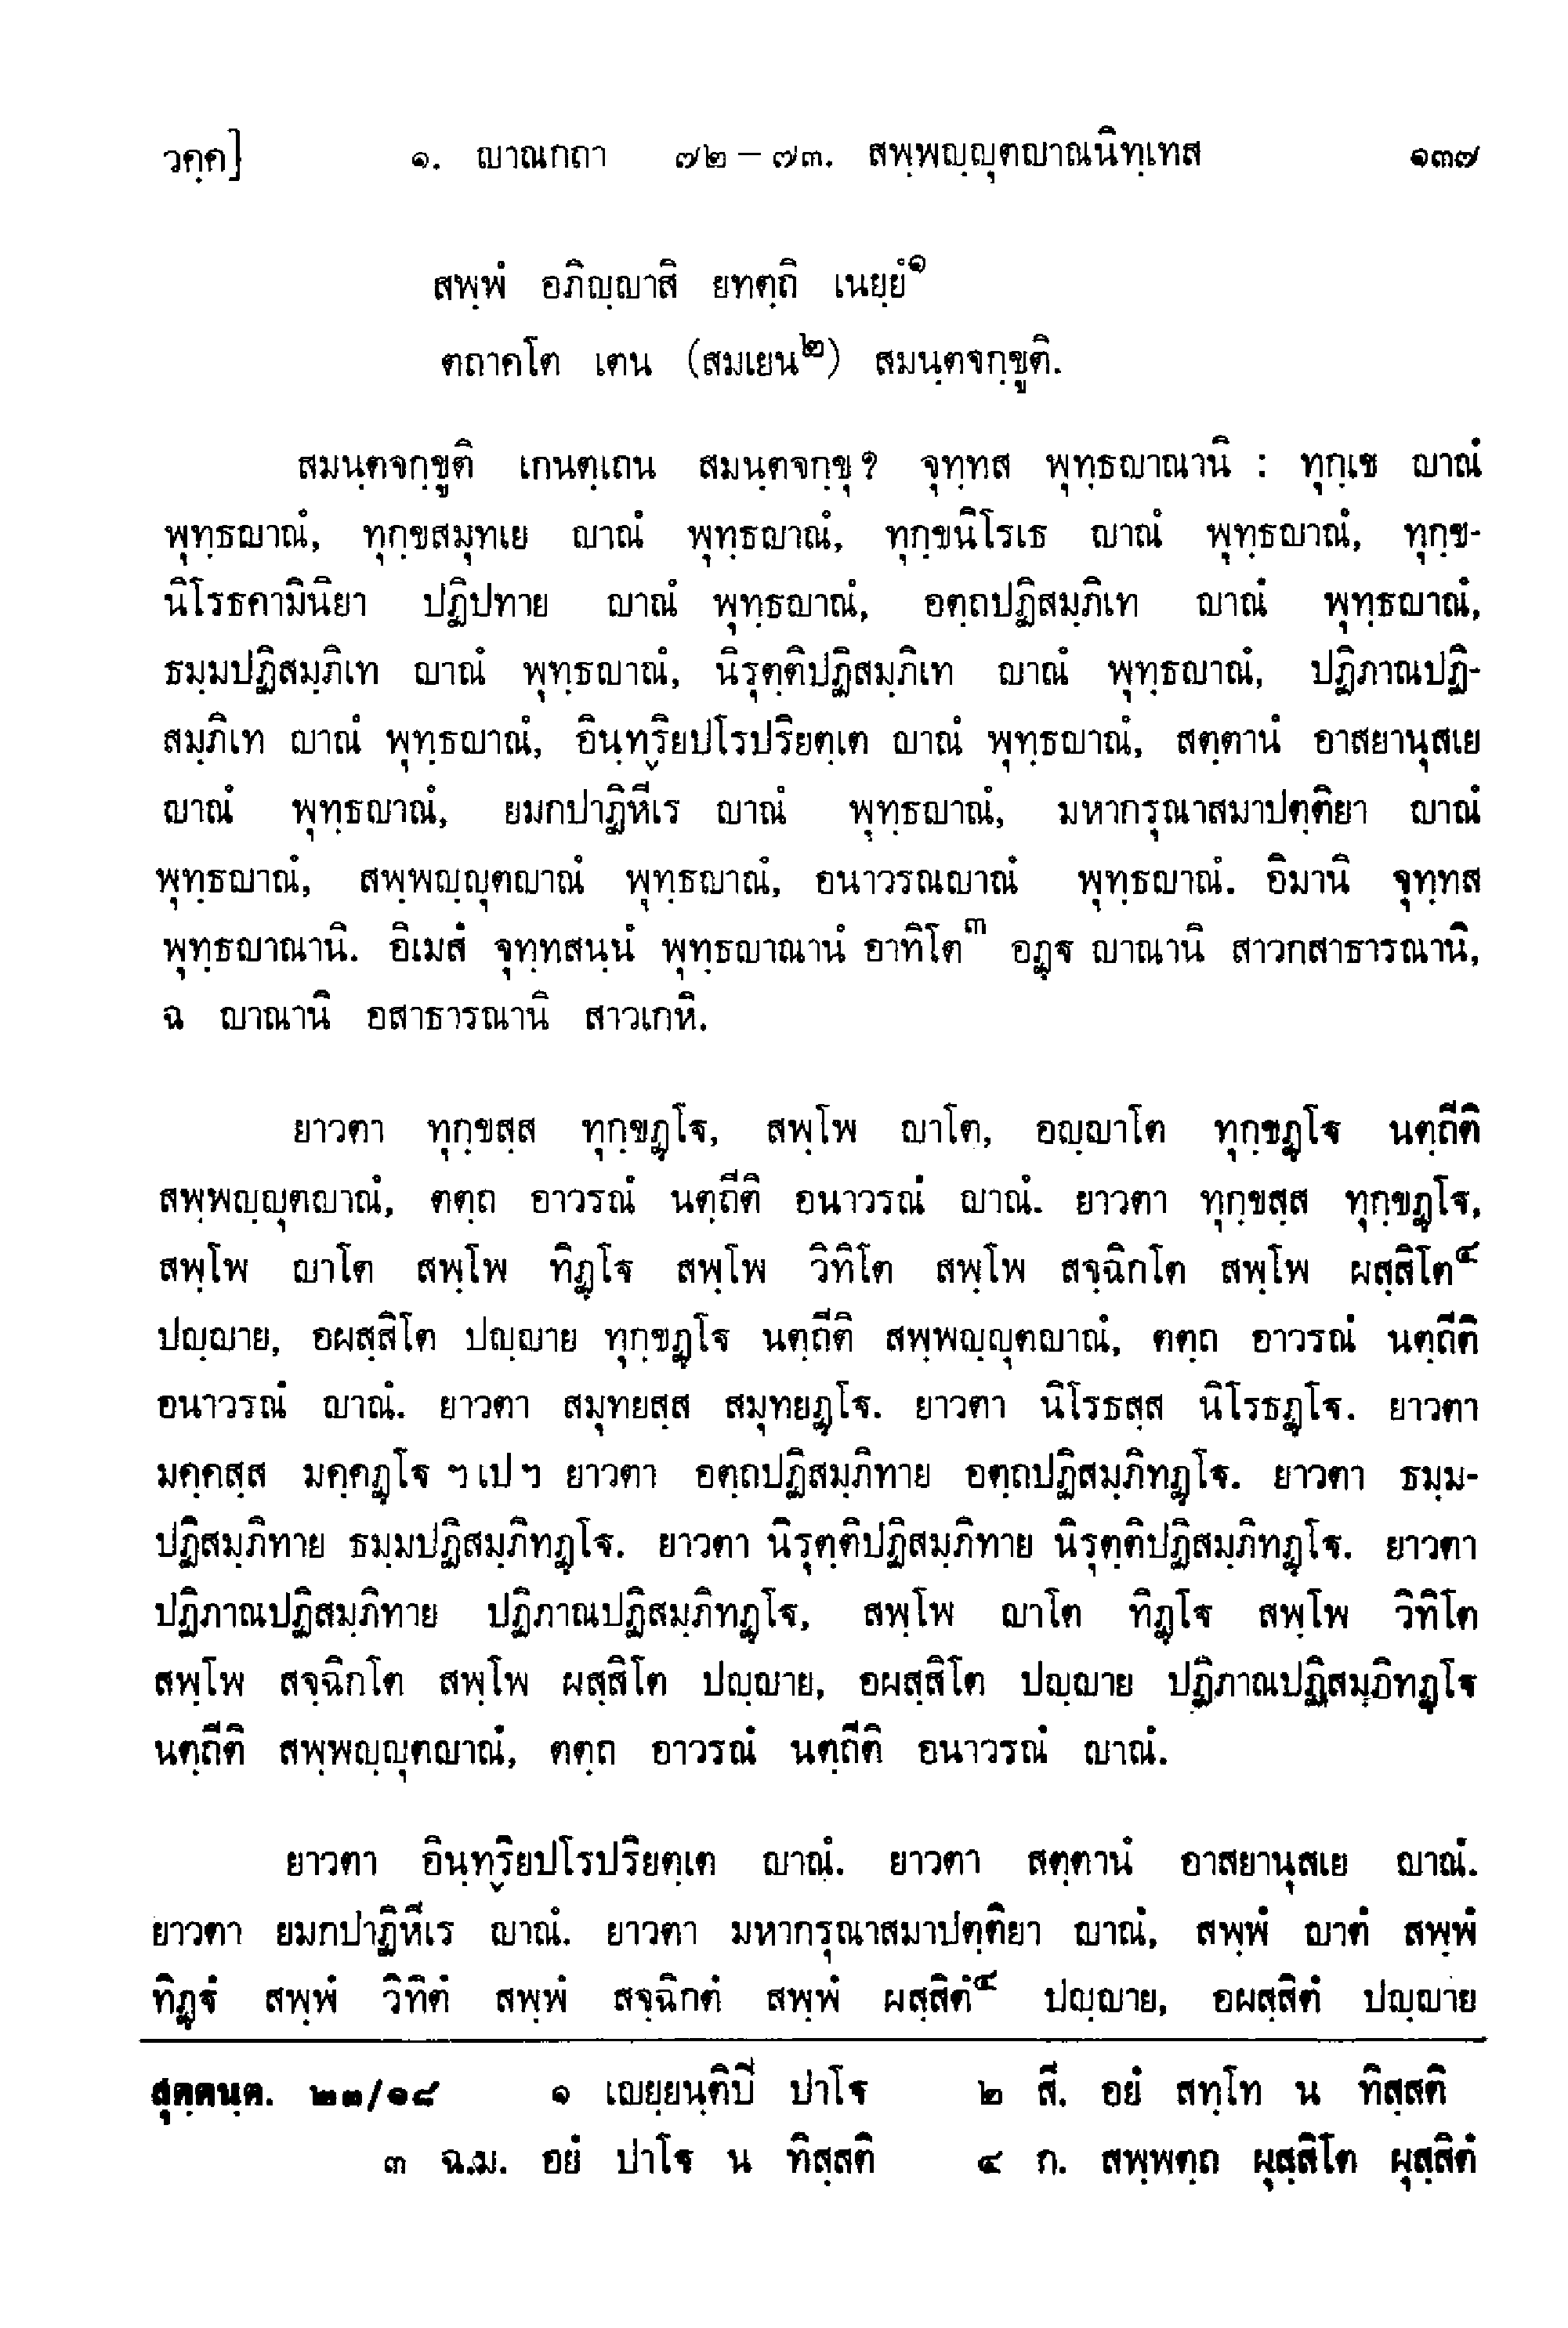 วคฺค] ๑. ญาณกถา ๗๒ – ๗๓. สพฺพญฺญุตญาณนิทฺเทส ๑๓๗
สพฺพํ อภิญฺญาสิ ยทตฺถิ เนยฺยํ๑
ตถาคโต เตน (สมเยน๒) สมนฺตจกฺขูติ.
สมนฺตจกฺขูติ เกนตฺเถน สมนฺตจกฺขุ? จุทฺทส พุทฺธญาณานิ : ทุกฺเข ญาณํ
พุทฺธญาณํ, ทุกฺขสมุทเย ญาณํ พุทฺธญาณํ, ทุกฺขนิโรเธ ญาณํ พุทฺธญาณํ, ทุกฺข-
นิโรธคามินิยา ปฏิปทาย ญาณํ พุทฺธญาณํ, อตฺถปฏิสมฺภิเท ญาณํ พุทฺธญาณํ,
ธมฺมปฏิสมฺภิเท ญาณํ พุทฺธญาณํ, นิรุตฺติปฏิสมฺภิเท ญาณํ พุทฺธญาณํ, ปฏิภาณปฏิ-
สมฺภิเท ญาณํ พุทฺธญาณํ, อินฺทฺริยปโรปริยตฺเต ญาณํ พุทฺธญาณํ, สตฺตานํ อาสยานุสเย
ญาณํ พุทฺธญาณํ, ยมกปาฏิหีเร ญาณํ พุทฺธญาณํ, มหากรุณาสมาปตฺติยา ญาณํ
พุทฺธญาณํ, สพฺพญฺญุตญาณํ พุทฺธญาณํ, อนาวรณญาณํ พุทฺธญาณํ. อิมานิ จุทฺทส
พุทฺธญาณานิ. อิเมสํ จุทฺทสนฺนํ พุทฺธญาณานํ อาทิโต๓ อฏฺฐ ญาณานิ สาวกสาธารณานิ,
ฉ ญาณานิ อสาธารณานิ สาวเกหิ.
ยาวตา ทุกฺขสฺส ทุกฺขฏฺโฐ, สพฺโพ ญาโต, อญฺญาโต ทุกฺขฏฺโฐ นตฺถีติ
สพฺพญฺญุตญาณํ, ตตฺถ อาวรณํ นตฺถีติ อนาวรณํ ญาณํ. ยาวตา ทุกฺขสฺส ทุกฺขฏฺโฐ,
สพฺโพ ญาโต สพฺโพ ทิฏฺโฐ สพฺโพ วิทิโต สพฺโพ สจฺฉิกโต สพฺโพ ผสฺสิโต๔
ปญฺญาย, อผสฺสิโต ปญฺญาย ทุกฺขฏฺโฐ นตฺถีติ สพฺพญฺญุตญาณํ, ตตฺถ อาวรณํ นตฺถีติ
อนาวรณํ ญาณํ. ยาวตา สมุทยสฺส สมุทยฏฺโฐ. ยาวตา นิโรธสฺส นิโรธฏฺโฐ. ยาวตา
มคฺคสฺส มคฺคฏฺโฐ ฯ เป ฯ ยาวตา อตฺถปฏิสมฺภิทาย อตฺถปฏิสมฺภิทฏฺโฐ. ยาวตา ธมฺม-
ปฏิสมฺภิทาย ธมฺมปฏิสมฺภิทฏฺโฐ. ยาวตา นิรุตฺติปฏิสมฺภิทาย นิรุตฺติปฏิสมฺภิทฏฺโฐ. ยาวตา
ปฏิภาณปฏิสมฺภิทาย ปฏิภาณปฏิสมฺภิทฏฺโฐ, สพฺโพ ญาโต ทิฏฺโฐ สพฺโพ วิทิโต
สพฺโพ สจฺฉิกโต สพฺโพ ผสฺสิโต ปญฺญาย, อผสฺสิโต ปญฺญาย ปฏิภาณปฏิสมฺภิทฏฺโฐ
นตฺถีติ สพฺพญฺญุตญาณํ, ตตฺถ อาวรณํ นตฺถีติ อนาวรณํ ญาณํ.
ยาวตา อินฺทฺริยปโรปริยตฺเต ญาณํ. ยาวตา สตฺตานํ อาสยานุสเย ญาณํ.
ยาวตา ยมกปาฏิหีเร ญาณํ. ยาวตา มหากรุณาสมาปตฺติยา ญาณํ, สพฺพํ ญาตํ สพฺพํ
ทิฏฺฐํ สพฺพํ วิทิตํ สพฺพํ สจฺฉิกตํ สพฺพํ ผสฺสิตํ๔ ปญฺญาย, อผสฺสิตํ ปญฺญาย
สุตฺตนฺต. ๒๓/๑๘ ๑ เญยฺยนฺติปี ปาโฐ ๒ สี. อยํ สทฺโท น ทิสฺสติ
๓ ฉ.ม. อยํ ปาโฐ น ทิสฺสติ ๔ ก. สพฺพตฺถ ผุสฺสิโต ผุสฺสิตํ